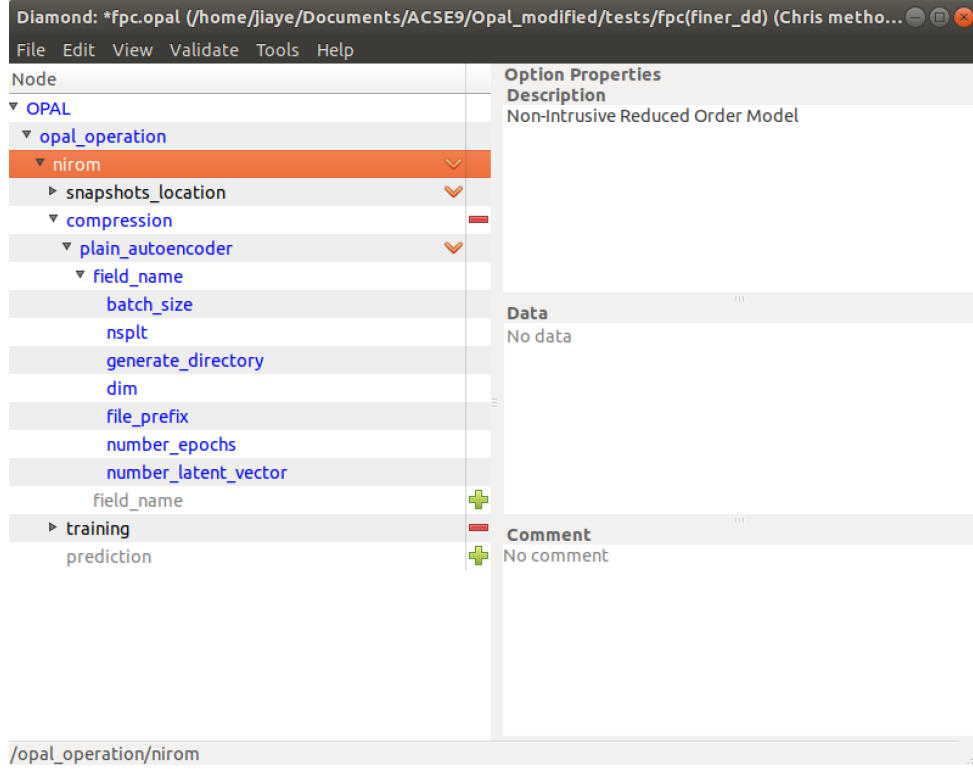 Diamond: *fpc.opal (/home/jiaye/Documents/ACSE9/Opal_modified/tests/fpc(finer_dd) (Chris metho...
File Edit View Validate Tools Help
Node
OPAL
opal_operation
nirom
snapshots_location
compression
plain_autoencoder
field_name
batch_size
nsplt
generate_directory
dim
file_prefix
number_epochs
number_latent_vector
field_name
training
prediction
Option Properties
Description
Non-Intrusive Reduced Order Model
Data
No data
Comment
No comment
/opal_operation/nirom